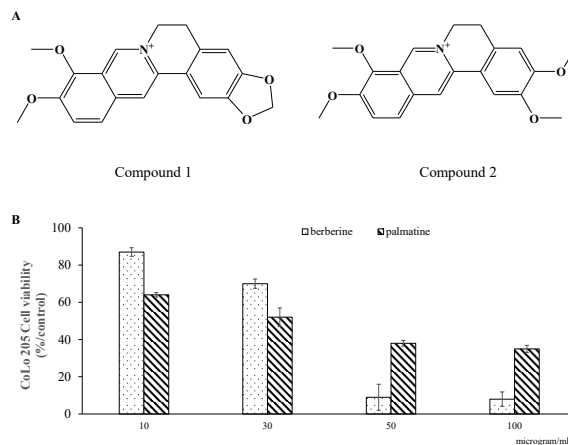 A
O
O
N+
O
O
Compound 1
O
O
N+
O
O
Compound 2
B
CoLo 205 Cell viability
(%/control)
100
80
60
40
20
0
berberine
palmatine
10
30
50
100
microgram/ml